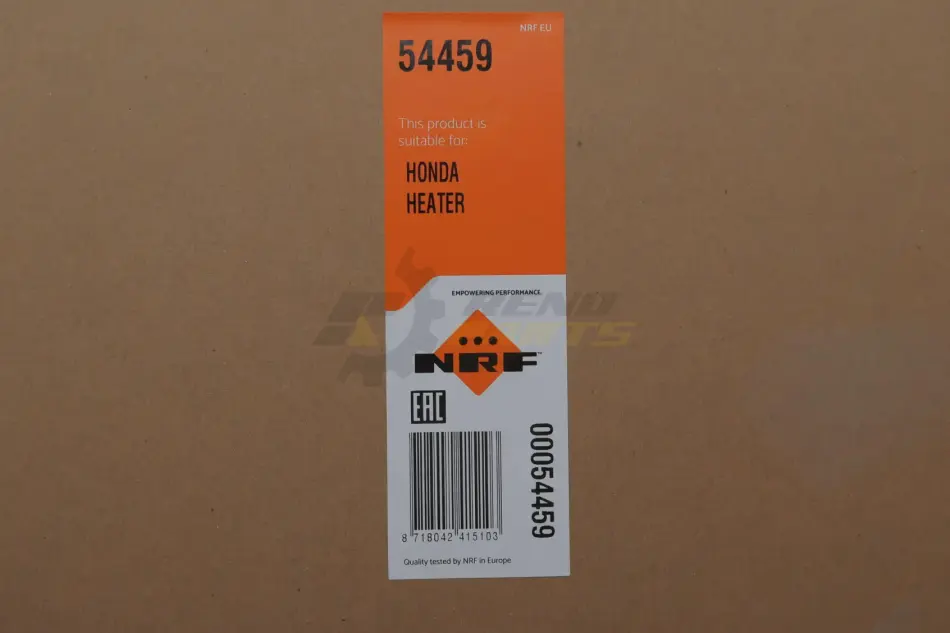 NRF EU
54459
This product is
suitable for:
HONDA
HEATER
EMPOWERING PERFORMANCE.
NRF™
EAC
00054459
8 718042 415103
Quality tested by NRF in Europe